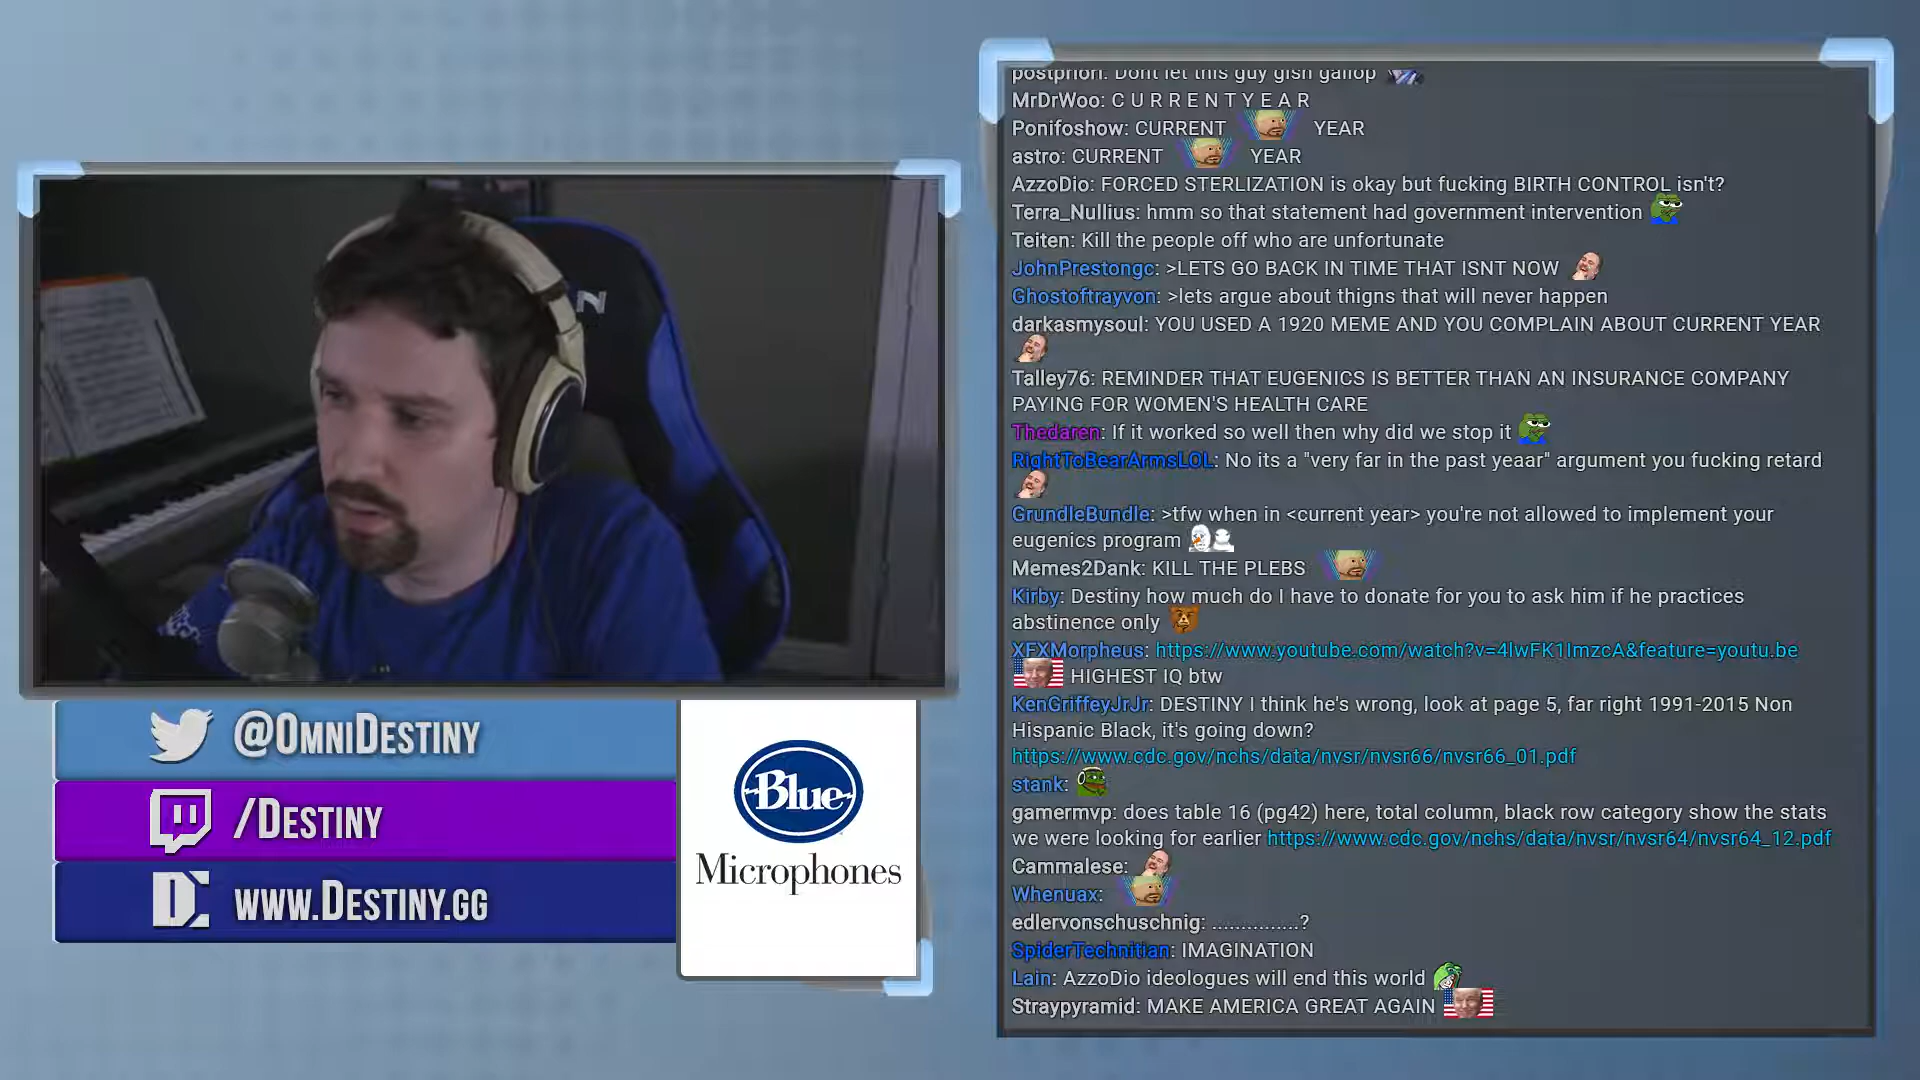 postpriori: Dont let this guy gish gallop
MrDrWoo: C U R R E N T Y E A R
Ponifoshow: CURRENT YEAR
astro: CURRENT YEAR
AzzoDio: FORCED STERLIZATION is okay but fucking BIRTH CONTROL isn't?
Terra_Nullius: hmm so that statement had government intervention
Teiten: Kill the people off who are unfortunate
JohnPrestongc: >LETS GO BACK IN TIME THAT ISNT NOW
Ghostoftrayvon: >lets argue about thigns that will never happen
darkasmysoul: YOU USED A 1920 MEME AND YOU COMPLAIN ABOUT CURRENT YEAR
Talley76: REMINDER THAT EUGENICS IS BETTER THAN AN INSURANCE COMPANY
PAYING FOR WOMEN'S HEALTH CARE
Thedaren: If it worked so well then why did we stop it
RightToBearArmsLOL: No its a "very far in the past yeaar" argument you fucking retard
GrundleBundle: >tfw when in <current year> you're not allowed to implement your
eugenics program
Memes2Dank: KILL THE PLEBS
Kirby: Destiny how much do I have to donate for you to ask him if he practices
abstinence only
XFXMorpheus: https://www.youtube.com/watch?v=4lwFK1ImzcA&feature=youtu.be
HIGHEST IQ btw
KenGriffeyJrJr: DESTINY I think he's wrong, look at page 5, far right 1991-2015 Non
Hispanic Black, it's going down?
https://www.cdc.gov/nchs/data/nvsr/nvsr66/nvsr66_01.pdf
stank:
gamermvp: does table 16 (pg42) here, total column, black row category show the stats
we were looking for earlier https://www.cdc.gov/nchs/data/nvsr/nvsr64/nvsr64_12.pdf
Cammalese:
Whenuax:
edlervonschuschnig: ...............?
SpiderTechnitian: IMAGINATION
Lain: AzzoDio ideologues will end this world
Straypyramid: MAKE AMERICA GREAT AGAIN
N
@OMNIDESTINY
/DESTINY
WWW.DESTINY.GG
Blue
Microphones